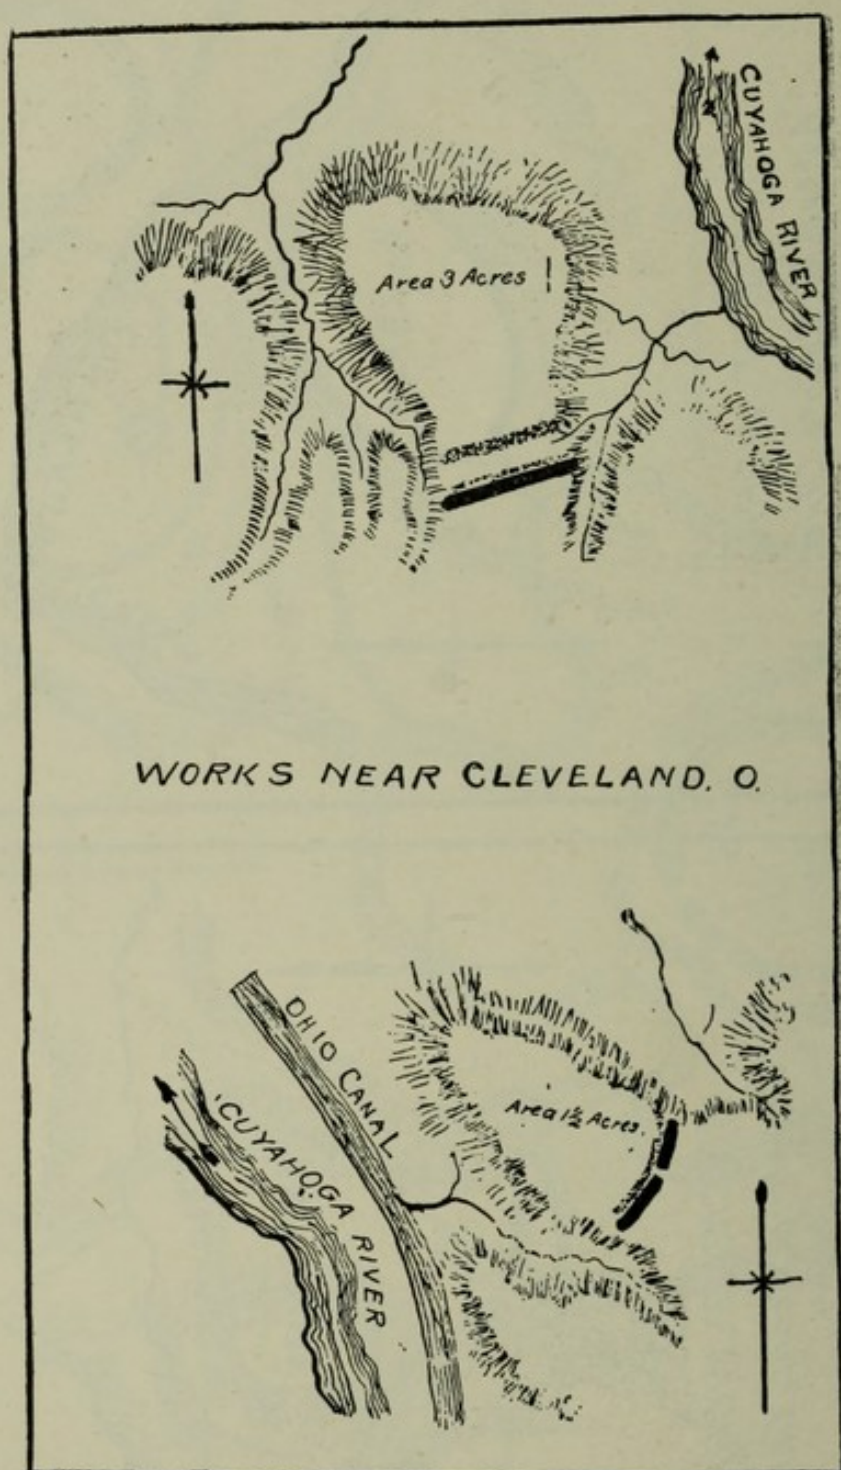 CUYAHOGA RIVER
Area 3 Acres
WORKS NEAR CLEVELAND. O.
OHIO CANAL
CUYAHOGA RIVER
Area 1½ Acres.